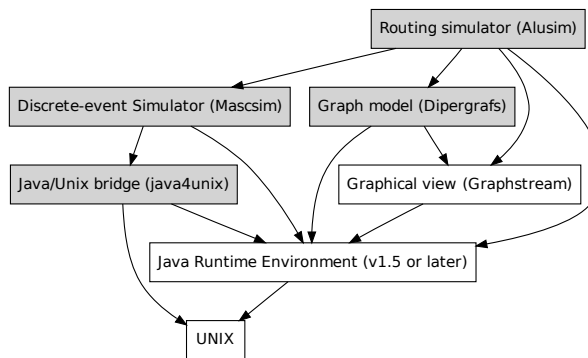 Routing simulator (Alusim)
Discrete-event Simulator (Mascsim)
Graph model (Dipergrafs)
Java/Unix bridge (java4unix)
Graphical view (Graphstream)
Java Runtime Environment (v1.5 or later)
UNIX